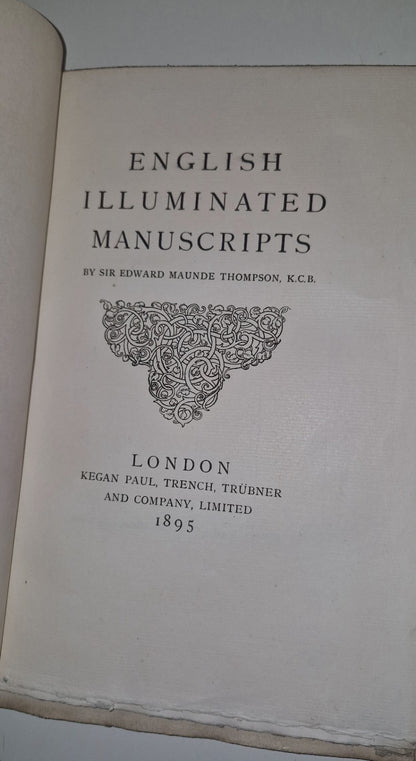 ENGLISH
ILLUMINATED
MANUSCRIPTS
BY SIR EDWARD MAUNDE THOMPSON, K.C.B.
LONDON
KEGAN PAUL, TRENCH, TRÜBNER
AND COMPANY, LIMITED
1895